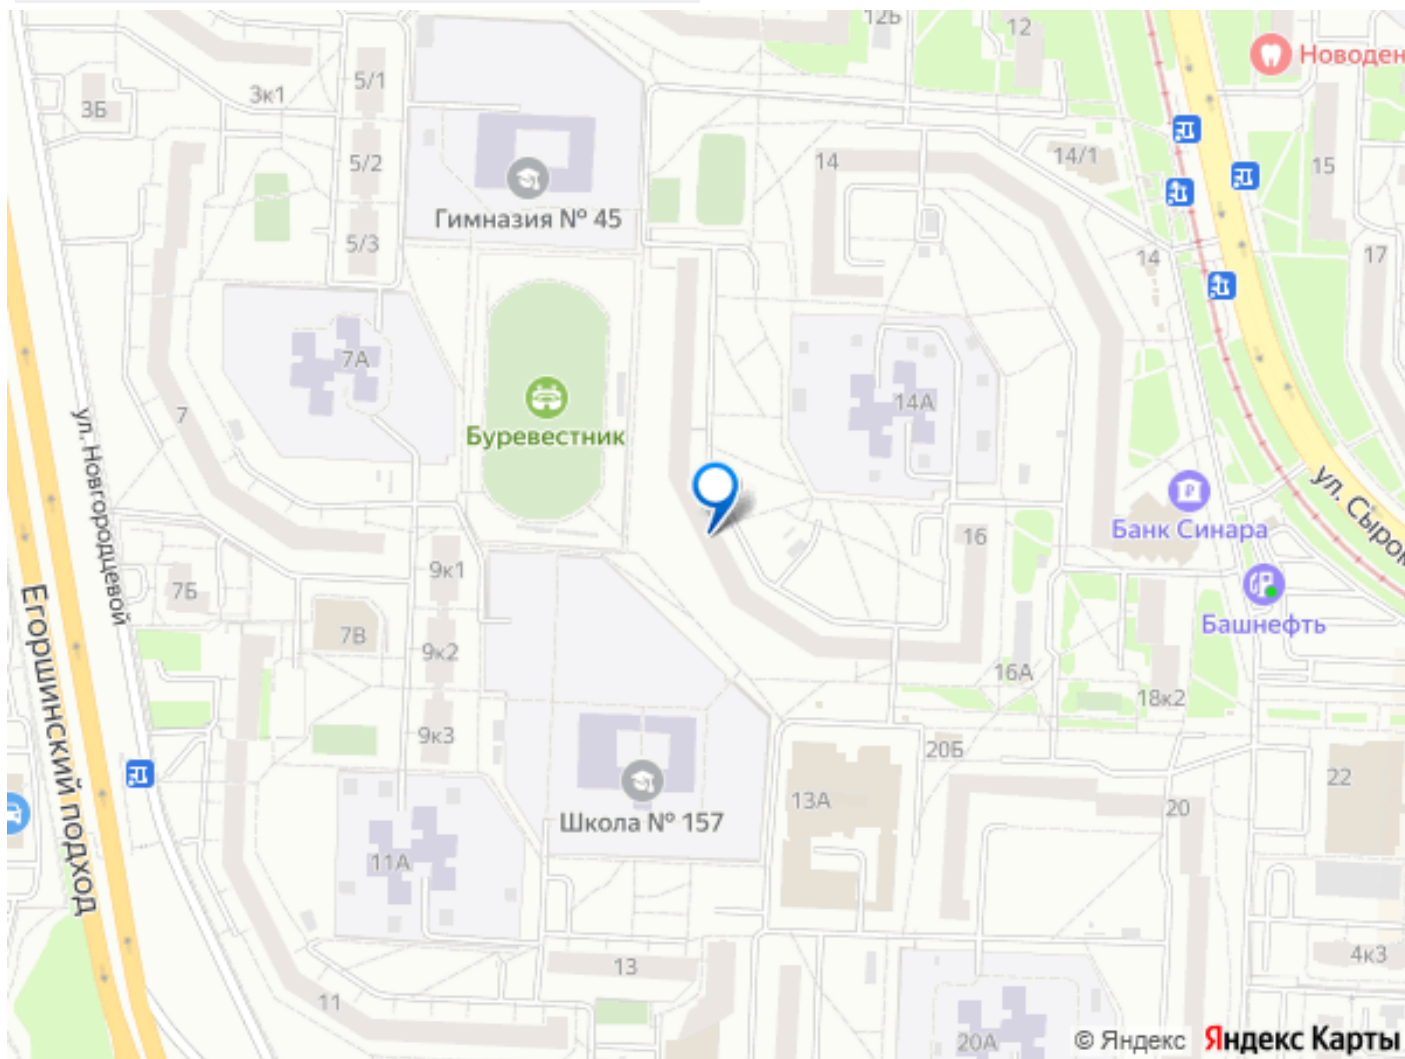 12Б
12
Новоден
3к1
5/1
3Б
5/2
14
14/1
15
Гимназия № 45
5/3
14
17
7А
14А
7
Буревестник
ул. Новгородцевой
ул. Сыром
Банк Синара
16
9к1
7Б
Башнефть
7В
9к2
16А
18к2
Егоршинский подход
9к3
20Б
22
13А
20
Школа № 157
11А
13
4к3
11
20А
© Яндекс Яндекс Карты